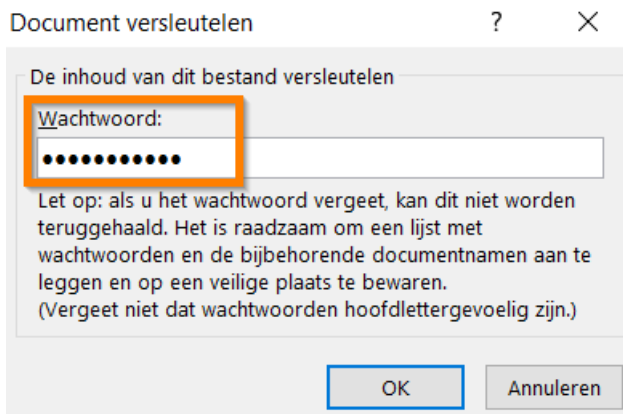 Document versleutelen ? ×
De inhoud van dit bestand versleutelen
Wachtwoord:
●●●●●●●●●●●
Let op: als u het wachtwoord vergeet, kan dit niet worden
teruggehaald. Het is raadzaam om een lijst met
wachtwoorden en de bijbehorende documentnamen aan te
leggen en op een veilige plaats te bewaren.
(Vergeet niet dat wachtwoorden hoofdlettergevoelig zijn.)
OK Annuleren